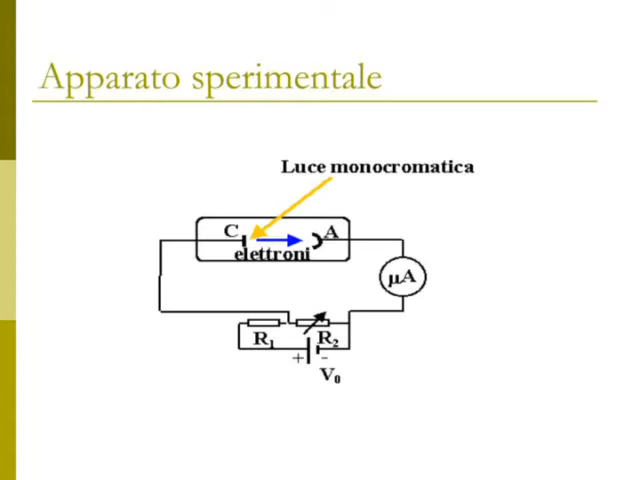 Apparato sperimentale
Luce monocromatica
C
A
elettroni
μA
R1
R2
+ -
V0